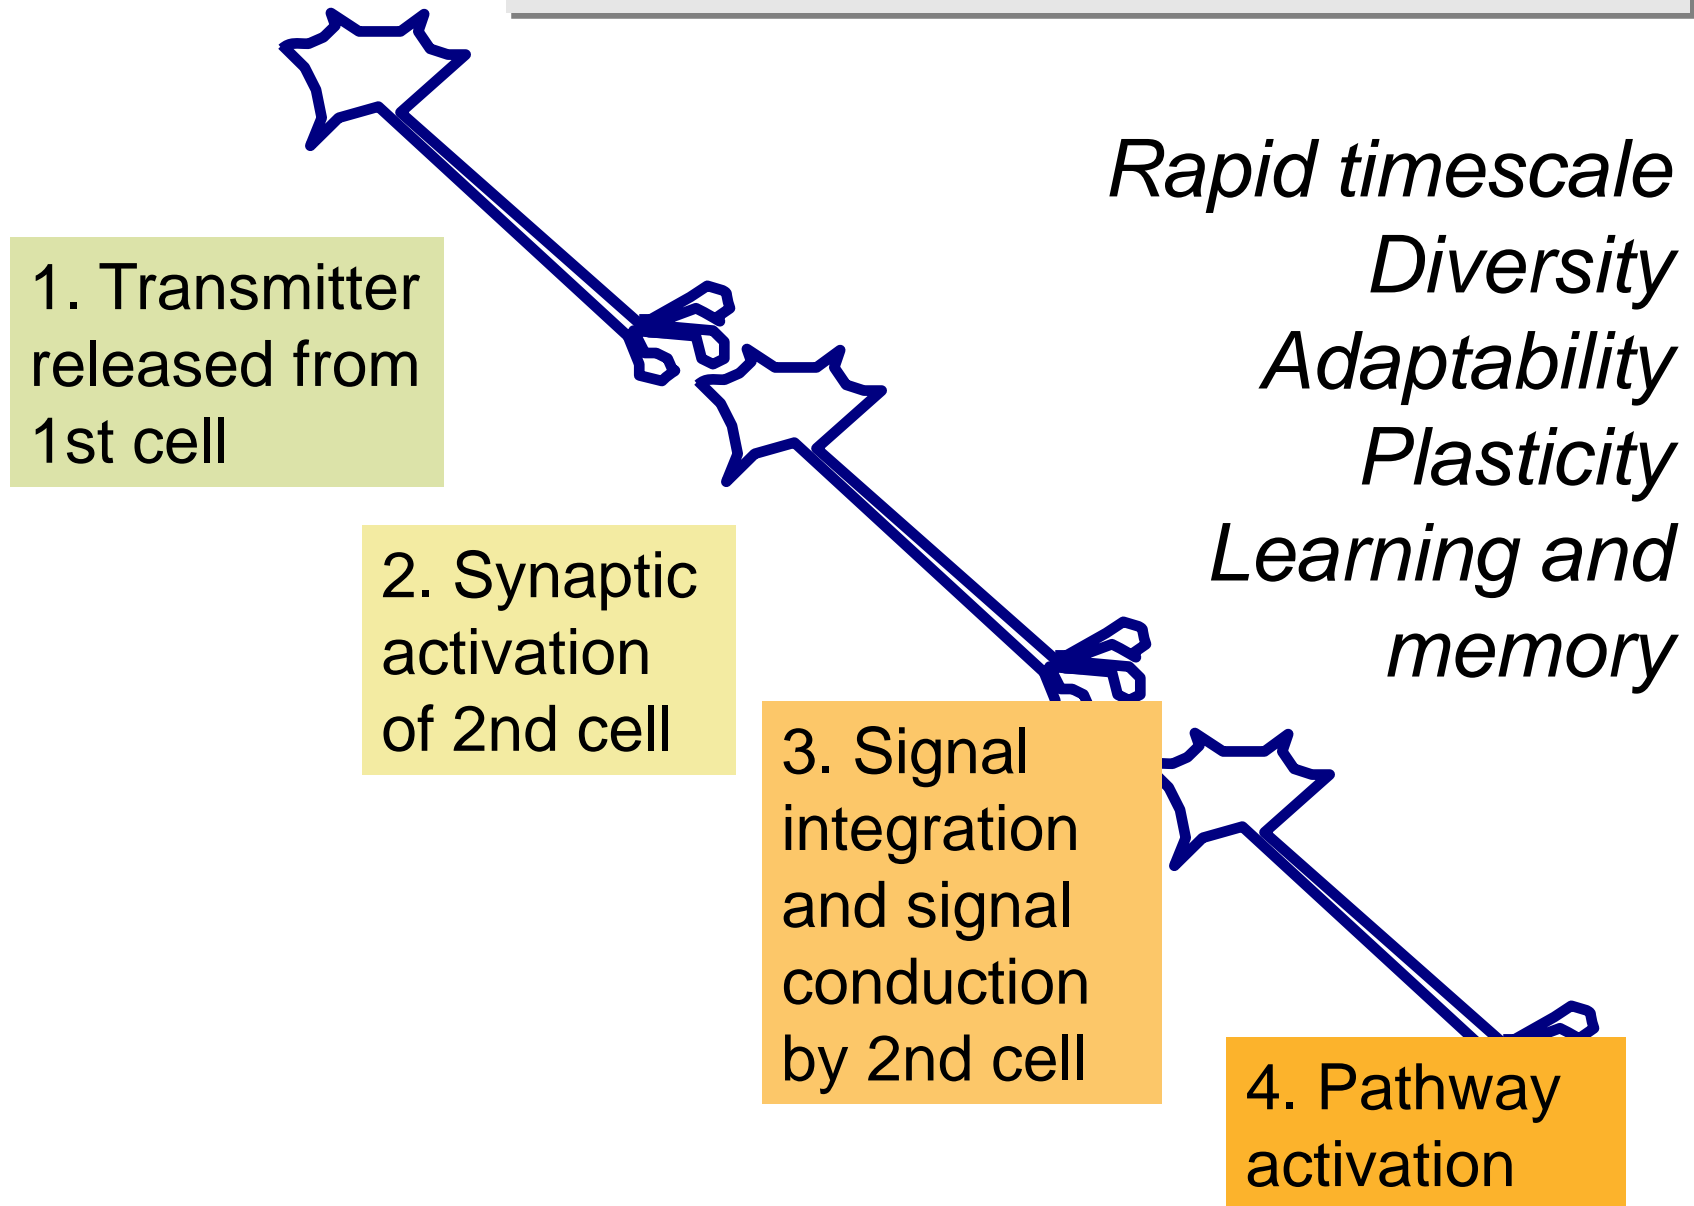 Rapid timescale
Diversity
Adaptability
Plasticity
Learning and
memory
1. Transmitter
released from
1st cell
2. Synaptic
activation
of 2nd cell
3. Signal
integration
and signal
conduction
by 2nd cell
4. Pathway
activation